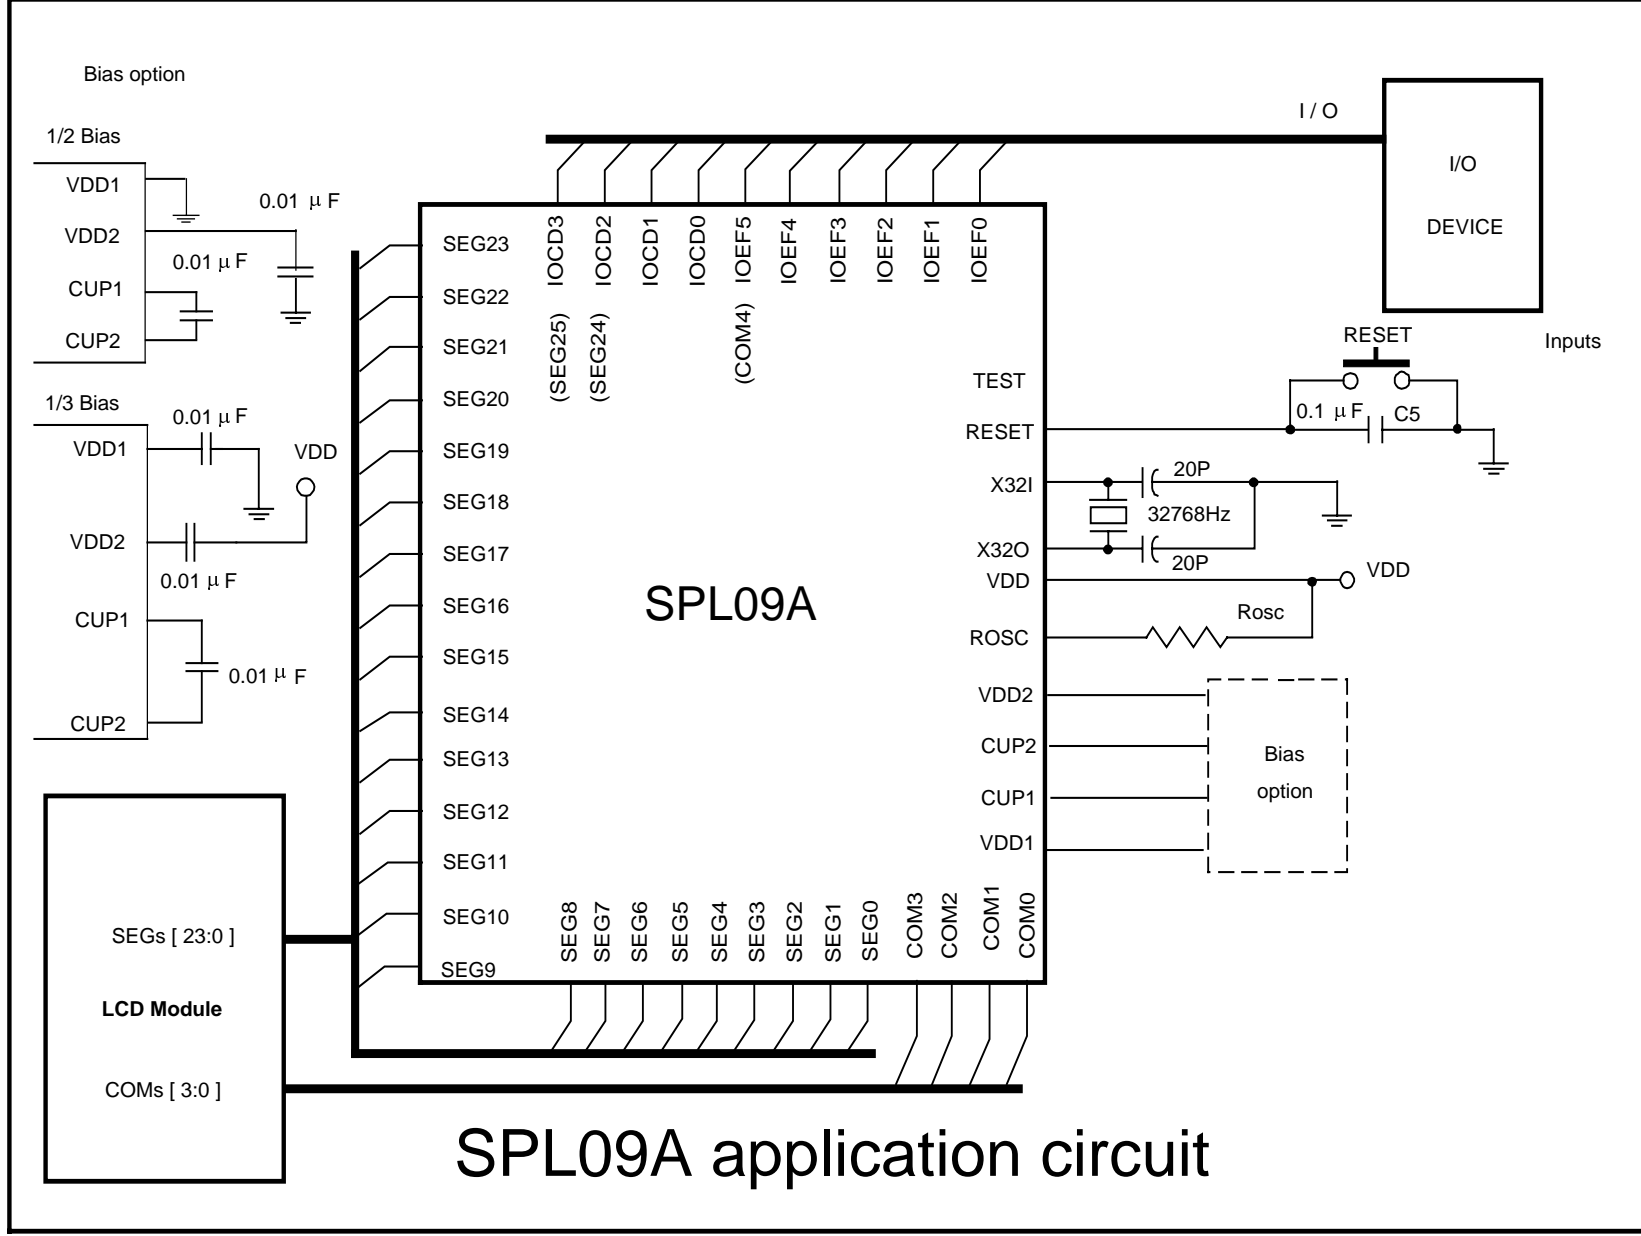 Bias option
1/2 Bias
VDD1
VDD2
CUP1
CUP2
0.01 μ F
0.01 μ F
1/3 Bias
VDD1
VDD2
CUP1
CUP2
0.01 μ F
VDD
0.01 μ F
0.01 μ F
SEGs [ 23:0 ]
LCD Module
COMs [ 3:0 ]
SEG23
SEG22
SEG21
SEG20
SEG19
SEG18
SEG17
SEG16
SEG15
SEG14
SEG13
SEG12
SEG11
SEG10
SEG9
IOCD3
(SEG25)
IOCD2
(SEG24)
IOCD1
IOCD0
IOEF5
(COM4)
IOEF4
IOEF3
IOEF2
IOEF1
IOEF0
SPL09A
SEG8
SEG7
SEG6
SEG5
SEG4
SEG3
SEG2
SEG1
SEG0
COM3
COM2
COM1
COM0
TEST
RESET
X32I
X32O
VDD
ROSC
VDD2
CUP2
CUP1
VDD1
I / O
I/O
DEVICE
RESET
Inputs
0.1 μ F
C5
20P
32768Hz
20P
VDD
Rosc
Bias
option
SPL09A application circuit